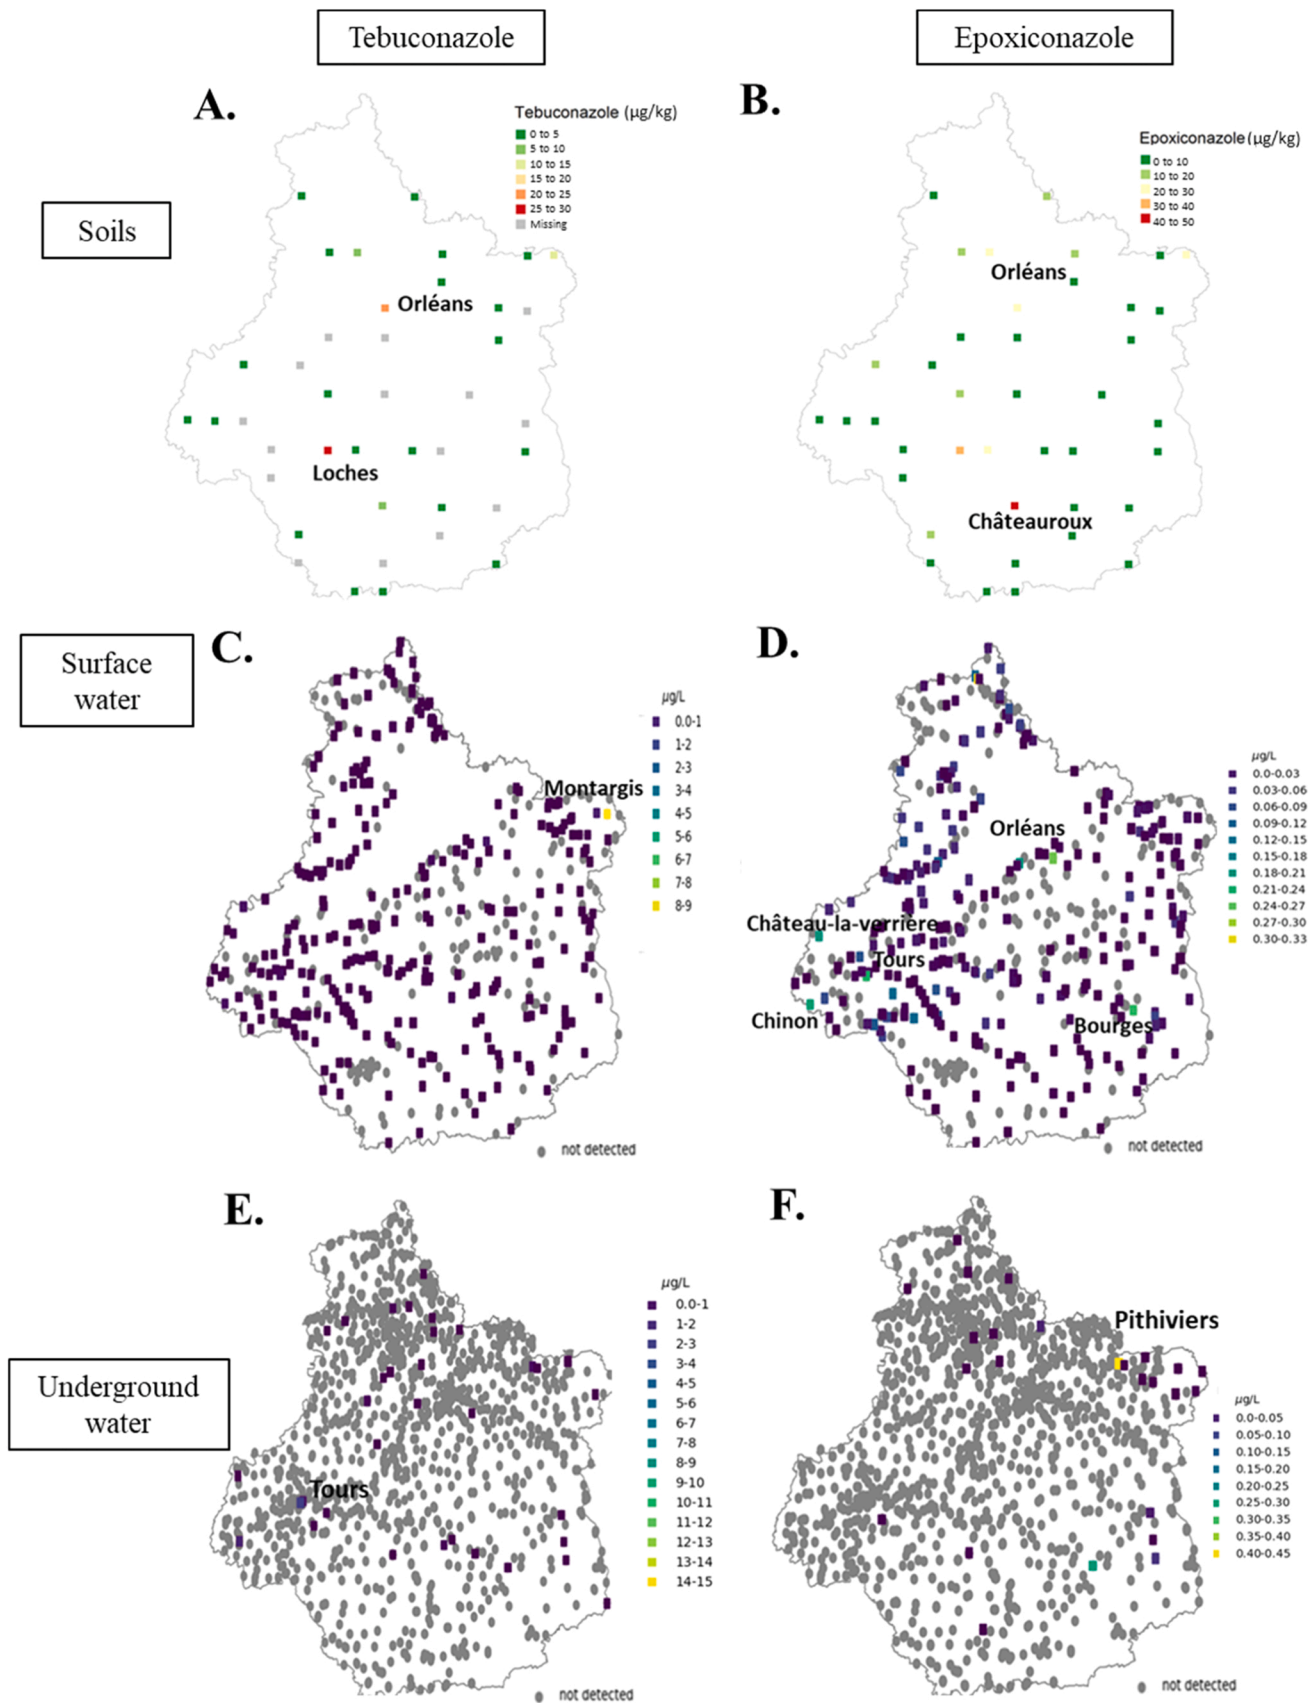 Tebuconazole
Epoxiconazole
Soils
A.
Tebuconazole (µg/kg)
0 to 5
5 to 10
10 to 15
15 to 20
20 to 25
25 to 30
Missing
Orléans
Loches
B.
Epoxiconazole (µg/kg)
0 to 10
10 to 20
20 to 30
30 to 40
40 to 50
Orléans
Châteauroux
Surface
water
C.
µg/L
0.0-1
1-2
2-3
3-4
4-5
5-6
6-7
7-8
8-9
Montargis
not detected
D.
µg/L
0.0-0.03
0.03-0.06
0.06-0.09
0.09-0.12
0.12-0.15
0.15-0.18
0.18-0.21
0.21-0.24
0.24-0.27
0.27-0.30
0.30-0.33
Orléans
Château-la-verrière
Tours
Chinon
Bourges
not detected
Underground
water
E.
µg/L
0.0-1
1-2
2-3
3-4
4-5
5-6
6-7
7-8
8-9
9-10
10-11
11-12
12-13
13-14
14-15
Tours
not detected
F.
Pithiviers
µg/L
0.0-0.05
0.05-0.10
0.10-0.15
0.15-0.20
0.20-0.25
0.25-0.30
0.30-0.35
0.35-0.40
0.40-0.45
not detected